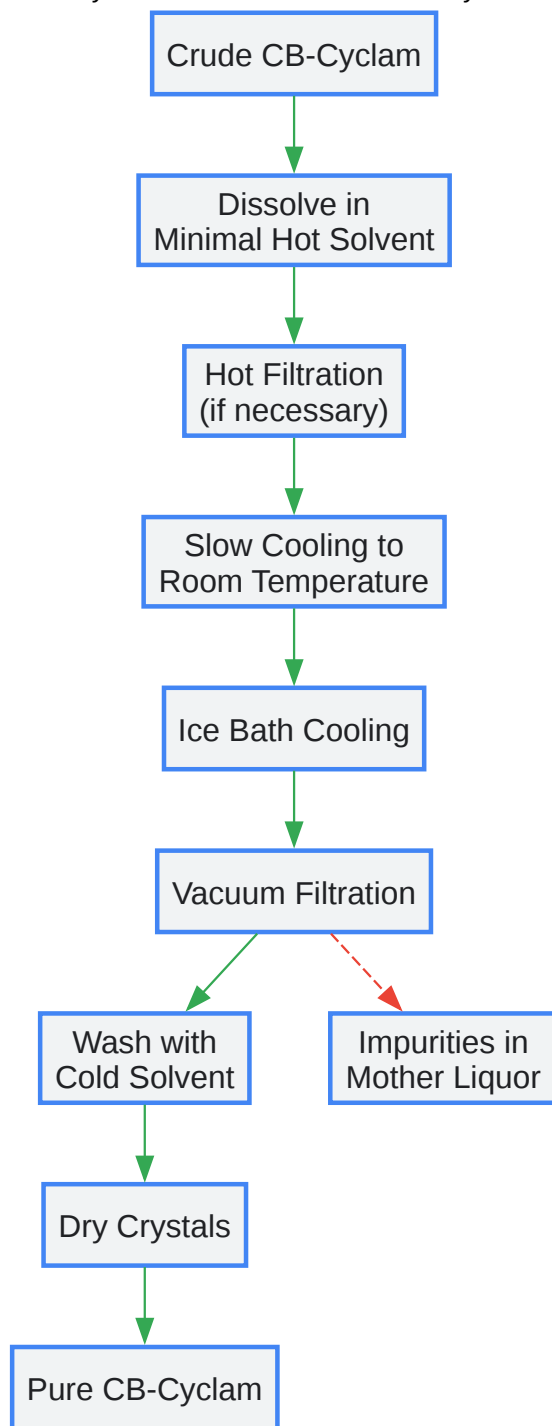 Crude CB-Cyclam
Dissolve in
Minimal Hot Solvent
Hot Filtration
(if necessary)
Slow Cooling to
Room Temperature
Ice Bath Cooling
Vacuum Filtration
Wash with
Cold Solvent
Impurities in
Mother Liquor
Dry Crystals
Pure CB-Cyclam